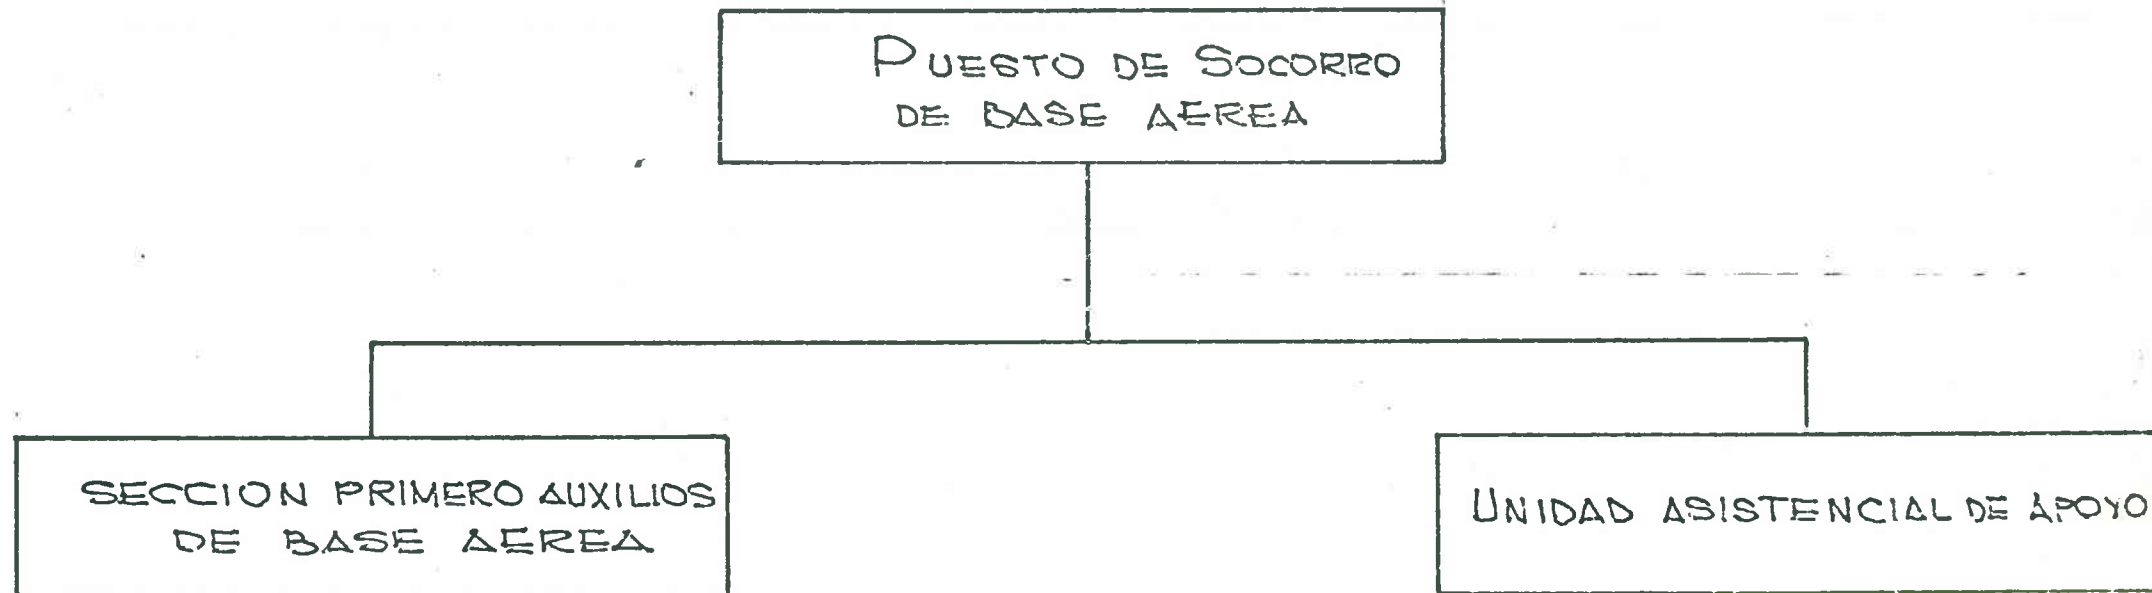 PUESTO DE SOCORRO
DE BASE AEREA
SECCION PRIMERO AUXILIOS
DE BASE AEREA
UNIDAD ASISTENCIAL DE APOYO